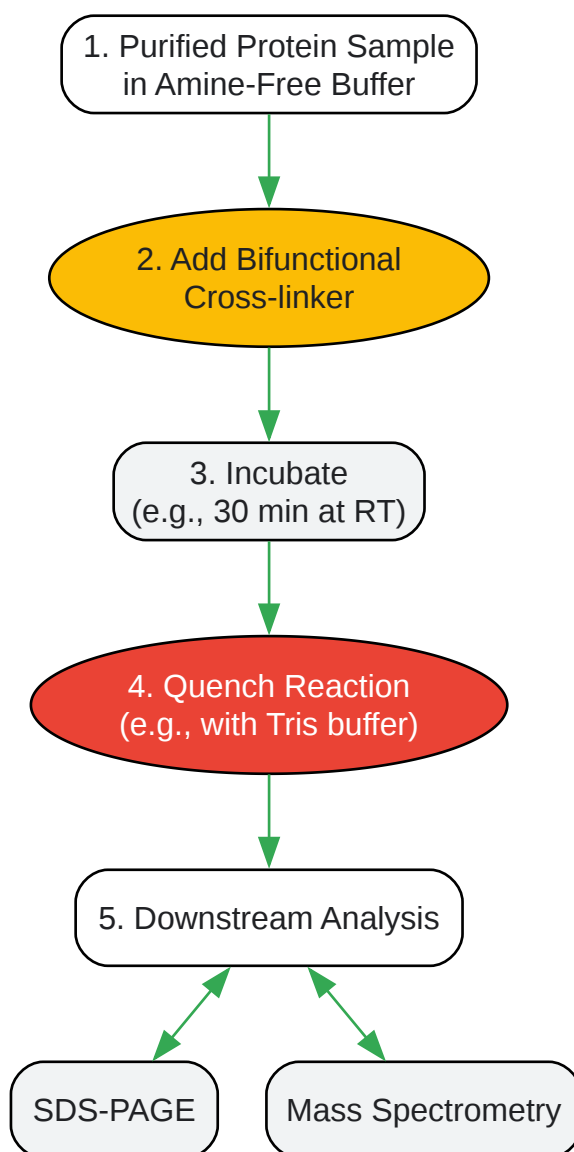 1. Purified Protein Sample
in Amine-Free Buffer
2. Add Bifunctional
Cross-linker
3. Incubate
(e.g., 30 min at RT)
4. Quench Reaction
(e.g., with Tris buffer)
5. Downstream Analysis
SDS-PAGE
Mass Spectrometry